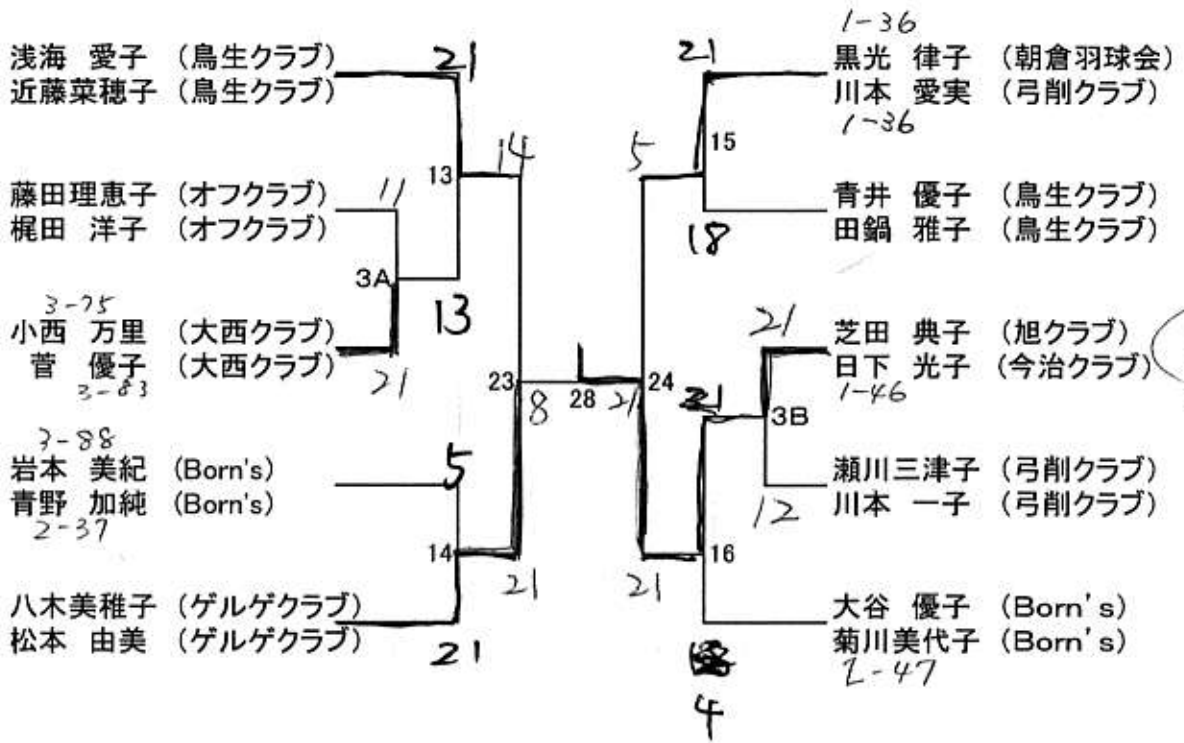 1-36
浅海 愛子 (鳥生クラブ)
近藤菜穂子 (鳥生クラブ)
21
14
13
藤田理恵子 (オフクラブ)
梶田 洋子 (オフクラブ)
11
3A
13
3-75
小西 万里 (大西クラブ)
菅 優子 (大西クラブ)
3-83
21
23
8
28
21
24
3-88
岩本 美紀 (Born's)
青野 加純 (Born's)
2-37
5
14
21
八木美稚子 (ゲルゲクラブ)
松本 由美 (ゲルゲクラブ)
21
21
黒光 律子 (朝倉羽球会)
川本 愛実 (弓削クラブ)
1-36
5
15
青井 優子 (鳥生クラブ)
田鍋 雅子 (鳥生クラブ)
18
21
芝田 典子 (旭クラブ)
日下 光子 (今治クラブ)
1-46
21
3B
瀬川三津子 (弓削クラブ)
川本 一子 (弓削クラブ)
12
16
21
大谷 優子 (Born's)
菊川美代子 (Born's)
2-47
4